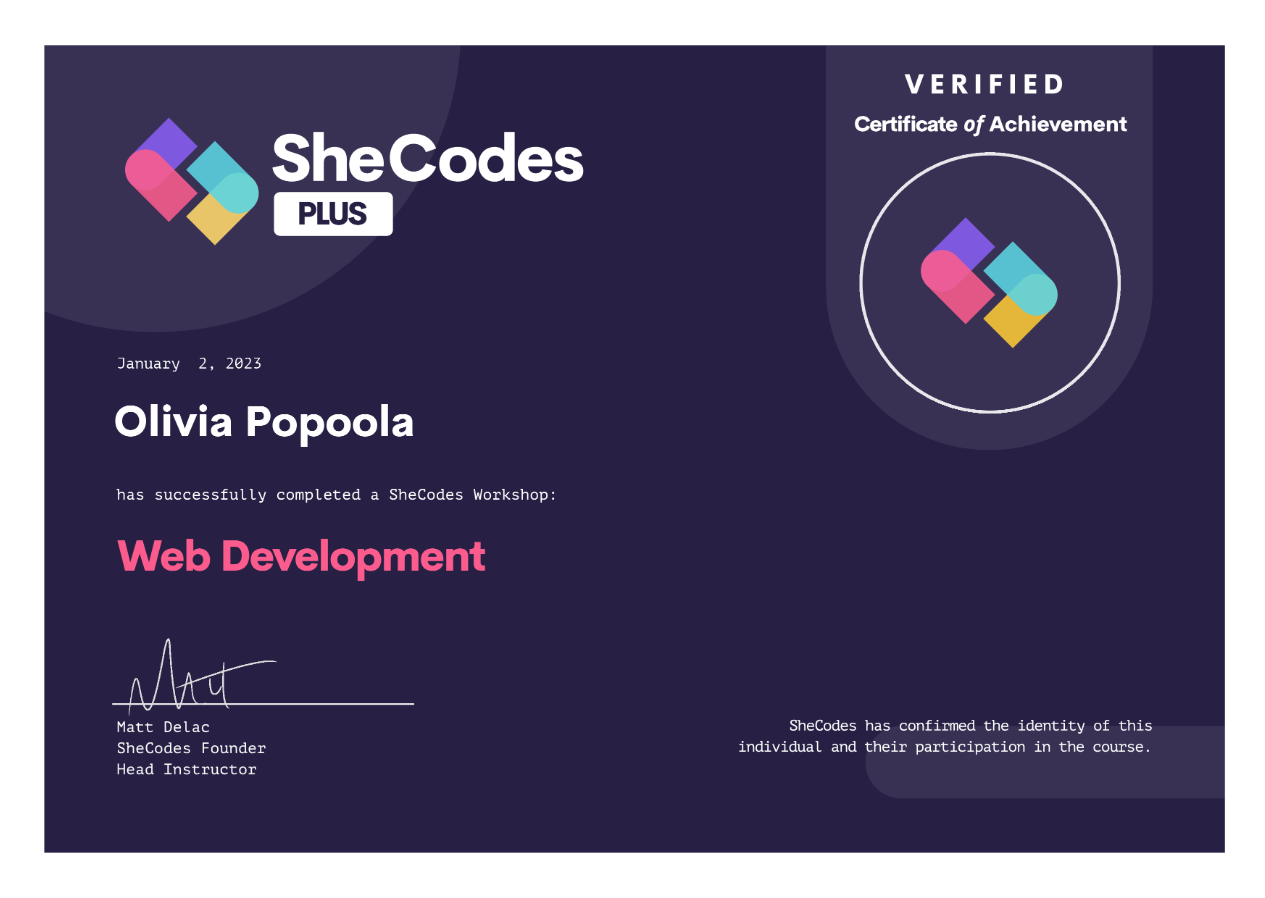 SheCodes
PLUS
VERIFIED
Certificate of Achievement
January 2, 2023
Olivia Popoola
has successfully completed a SheCodes Workshop:
Web Development
Matt
Matt Delac
SheCodes Founder
Head Instructor
SheCodes has confirmed the identity of this
individual and their participation in the course.